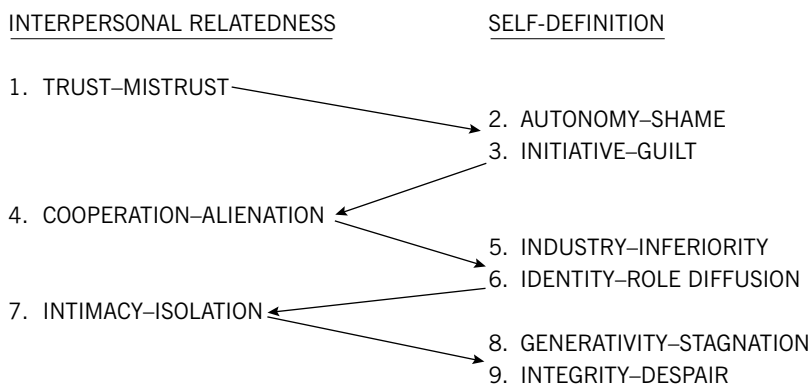 INTERPERSONAL RELATEDNESS
SELF-DEFINITION
1. TRUST–MISTRUST
2. AUTONOMY–SHAME
3. INITIATIVE–GUILT
4. COOPERATION–ALIENATION
5. INDUSTRY–INFERIORITY
6. IDENTITY–ROLE DIFFUSION
7. INTIMACY–ISOLATION
8. GENERATIVITY–STAGNATION
9. INTEGRITY–DESPAIR